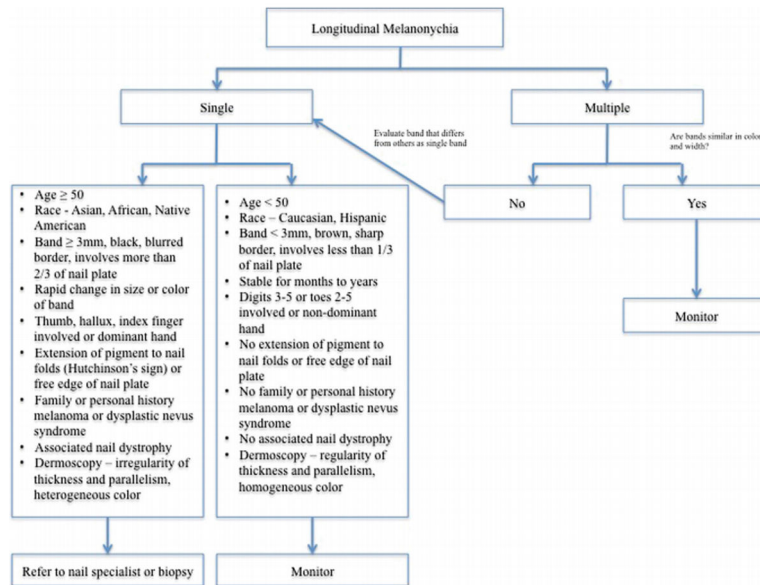 Longitudinal Melanonychia
Single
Multiple
Evaluate band that differs
from others as single band
Are bands similar in color
and width?
No
Yes
Monitor
• Age ≥ 50
• Race - Asian, African, Native
American
• Band ≥ 3mm, black, blurred
border, involves more than
2/3 of nail plate
• Rapid change in size or color
of band
• Thumb, hallux, index finger
involved or dominant hand
• Extension of pigment to nail
folds (Hutchinson's sign) or
free edge of nail plate
• Family or personal history
melanoma or dysplastic nevus
syndrome
• Associated nail dystrophy
• Dermoscopy – irregularity of
thickness and parallelism,
heterogeneous color
• Age < 50
• Race – Caucasian, Hispanic
• Band < 3mm, brown, sharp
border, involves less than 1/3
of nail plate
• Stable for months to years
• Digits 3-5 or toes 2-5
involved or non-dominant
hand
• No extension of pigment to
nail folds or free edge of nail
plate
• No family or personal history
melanoma or dysplastic nevus
syndrome
• No associated nail dystrophy
• Dermoscopy – regularity of
thickness and parallelism,
homogeneous color
Refer to nail specialist or biopsy
Monitor